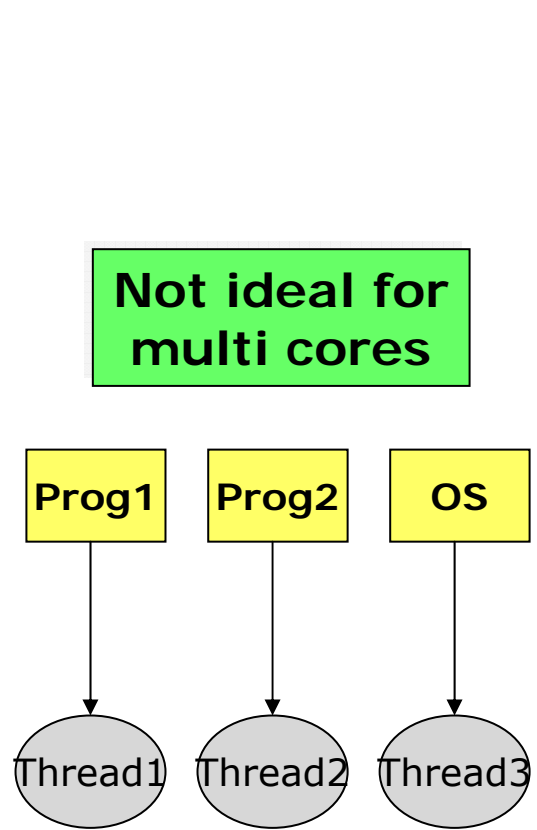 Not ideal for
multi cores
Prog1
Prog2
OS
Thread1
Thread2
Thread3